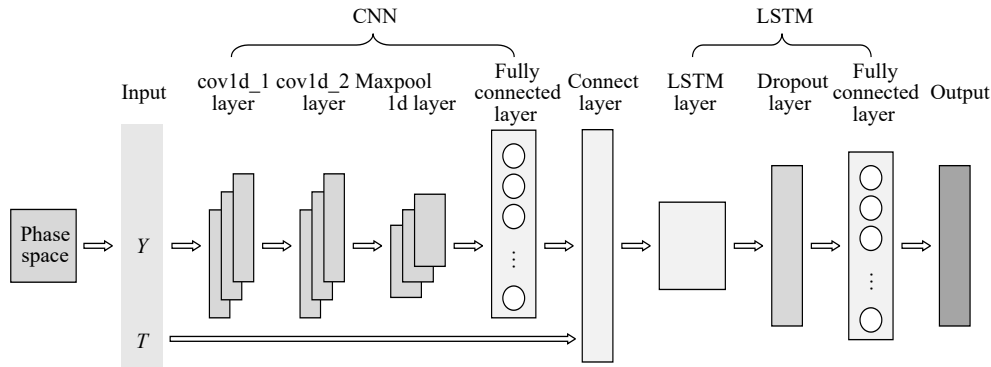 CNN
LSTM
Input
cov1d_1
layer
cov1d_2
layer
Maxpool
1d layer
Fully
connected
layer
Connect
layer
LSTM
layer
Dropout
layer
Fully
connected
layer
Output
Phase
space
Y
...
...
T